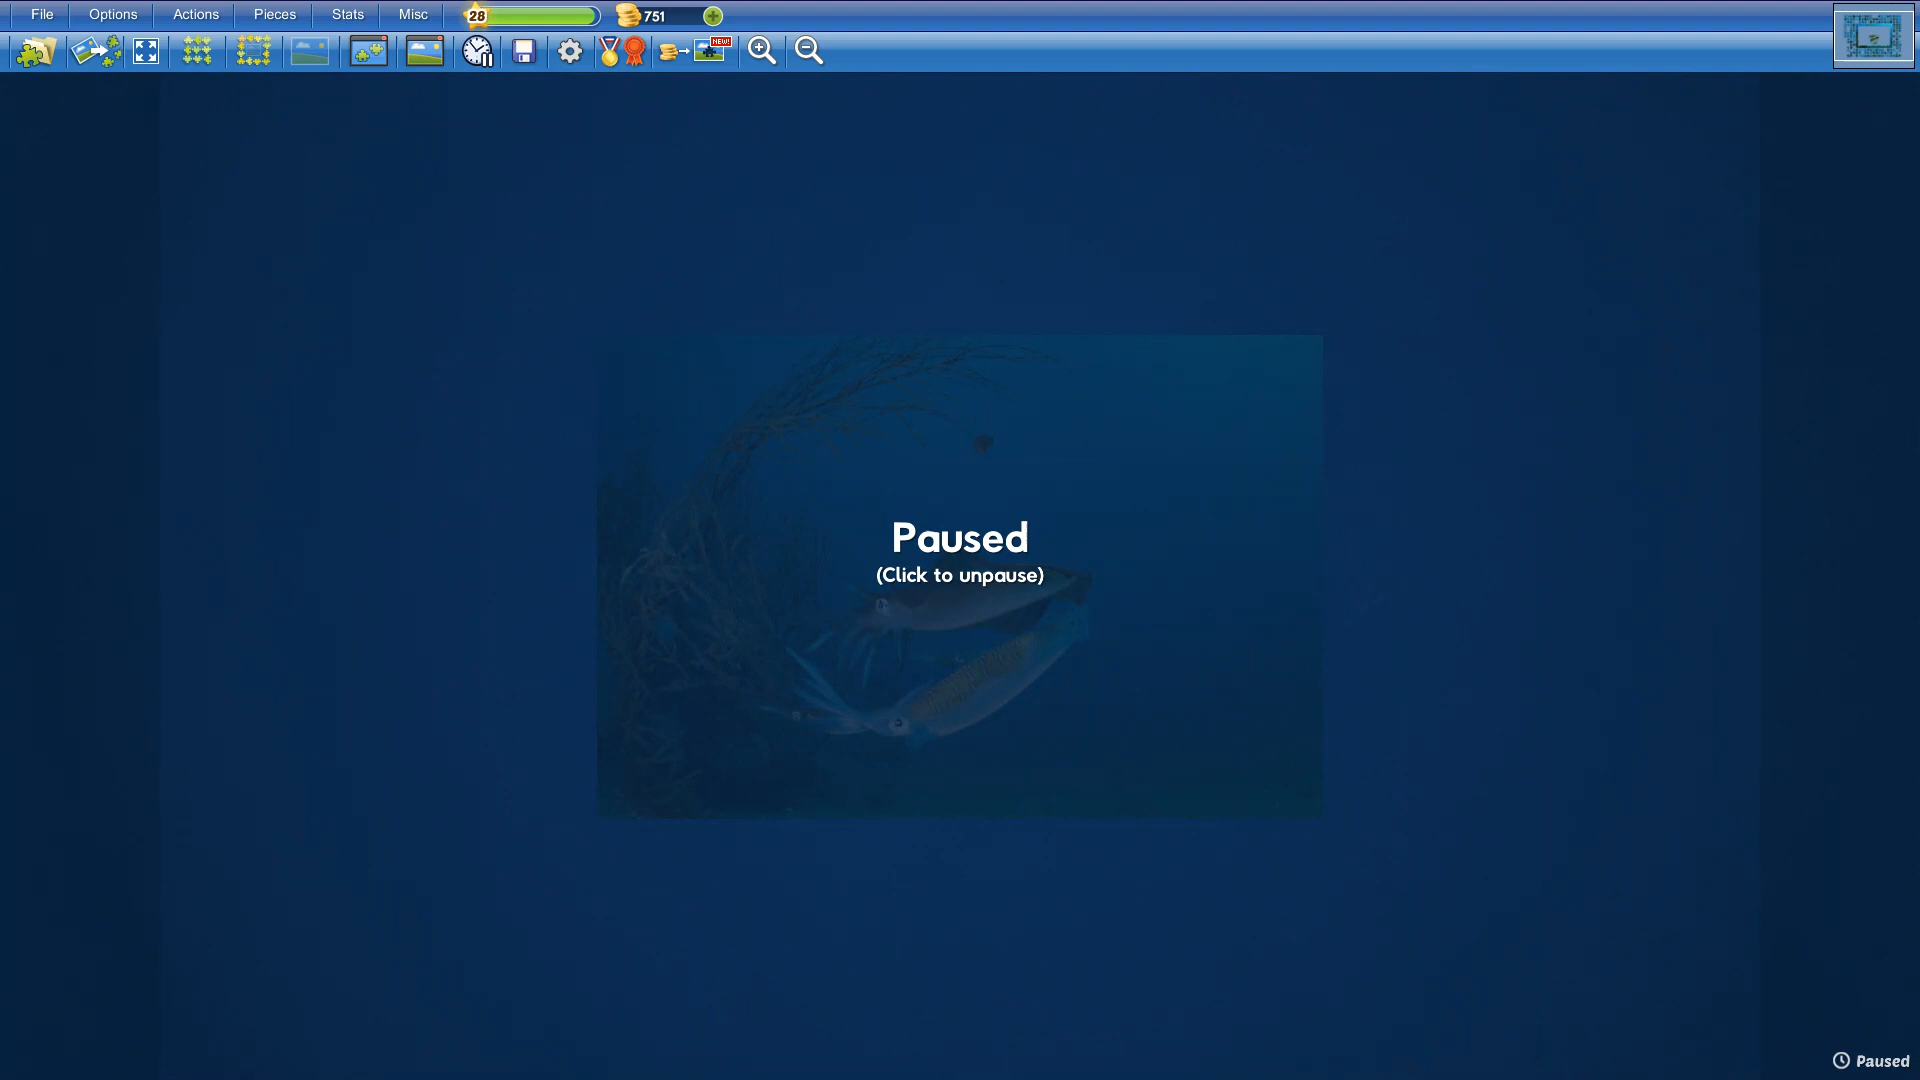 File Options Actions Pieces Stats Misc 28 751
NEW!
Paused
(Click to unpause)
Paused